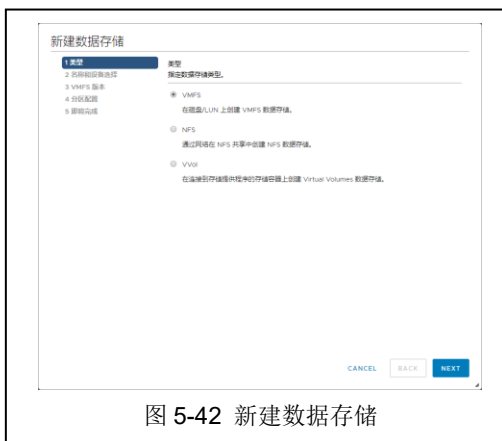 新建数据存储
1 类型
2 名称和设备选择
3 VMFS 版本
4 分区配置
5 即将完成
类型
指定数据存储类型。
VMFS
在磁盘/LUN 上创建 VMFS 数据存储。
NFS
通过网络在 NFS 共享中创建 NFS 数据存储。
VVol
在连接到存储提供程序的存储容器上创建 Virtual Volumes 数据存储。
CANCEL
BACK
NEXT
图 5-42 新建数据存储